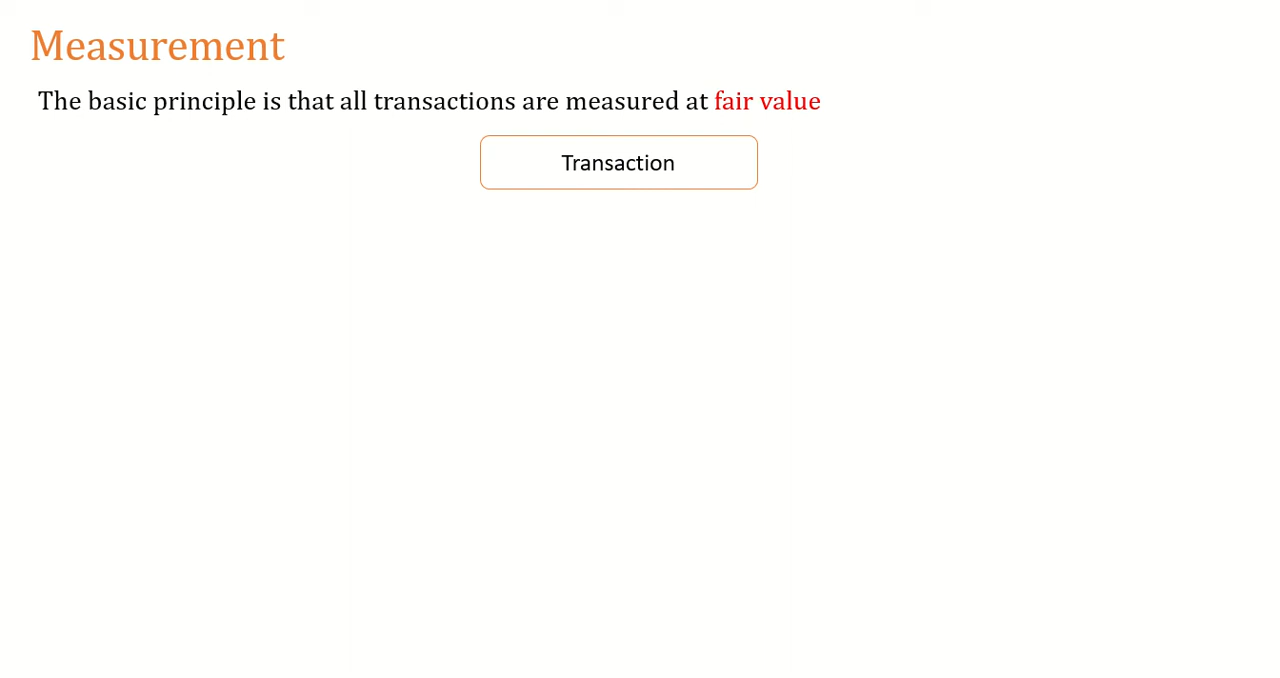 Measurement
The basic principle is that all transactions are measured at fair value
Transaction